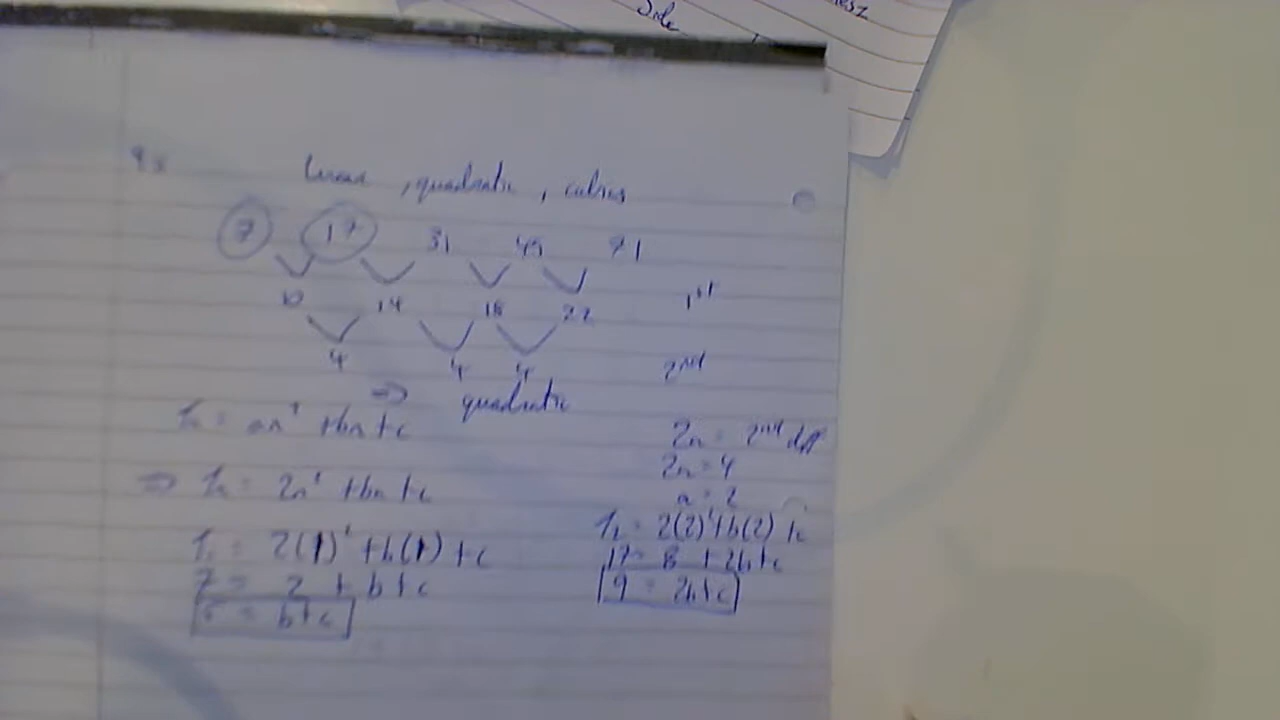 Side
linear , quadratic , cubics
7 17 31 49 71
10 14 18 22 1st
4 4 4 2nd
⇒ quadratic
Tn = an² + bn + c
2a = 2nd diff
2a = 4
a = 2
⇒ Tn = 2n² + bn + c
T1 = 2(1)² + b(1) + c
7 = 2 + b + c
5 = b + c
T2 = 2(2)² + b(2) + c
17 = 8 + 2b + c
9 = 2b + c